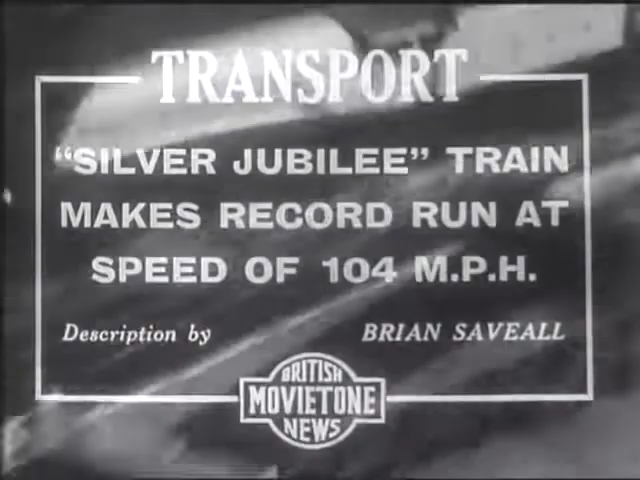 TRANSPORT
"SILVER JUBILEE" TRAIN
MAKES RECORD RUN AT
SPEED OF 104 M.P.H.
Description by BRIAN SAVEALL
BRITISH
MOVIETONE
NEWS